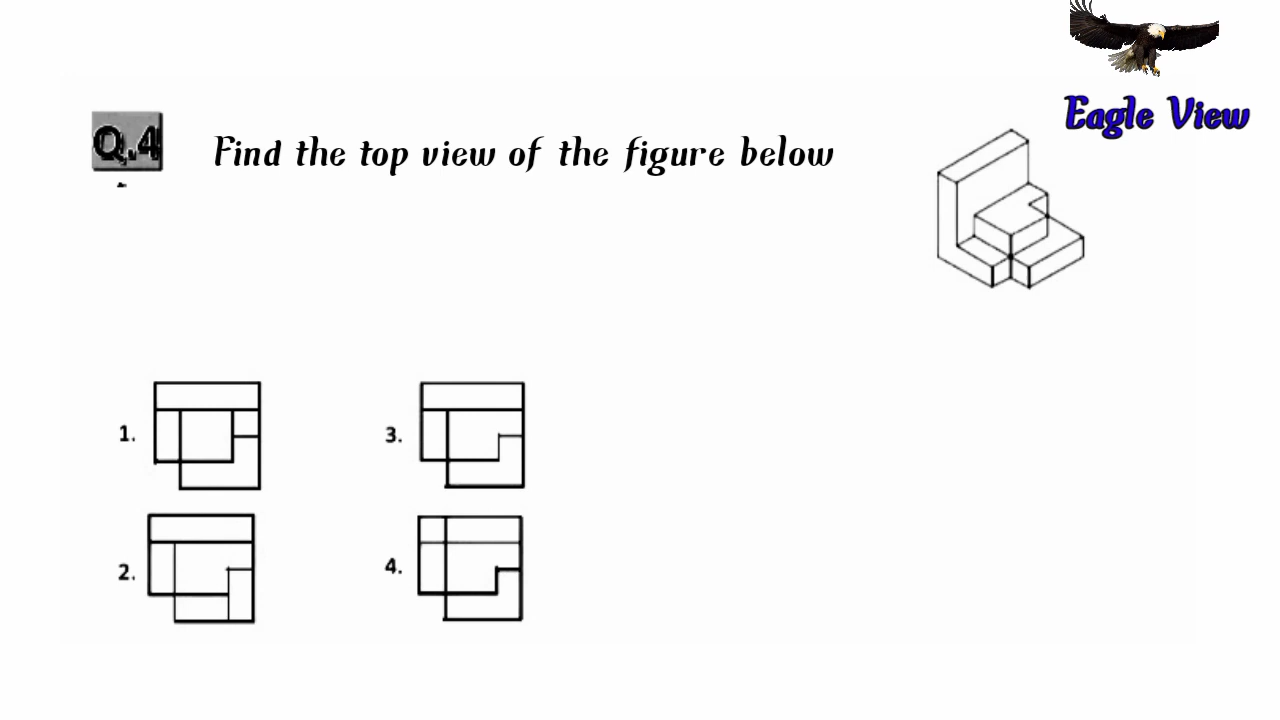 Eagle View
Q.4
Find the top view of the figure below
1.
3.
2.
4.